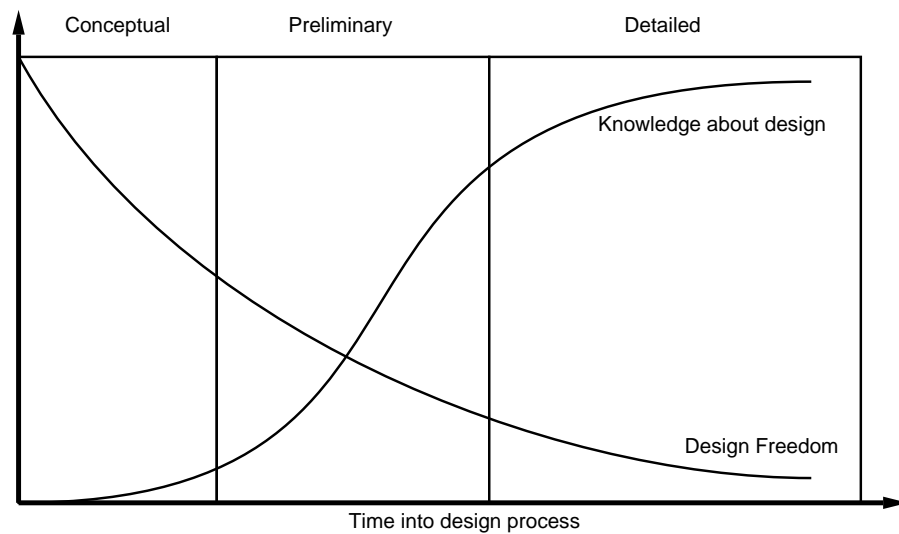 Conceptual
Preliminary
Detailed
Knowledge about design
Design Freedom
Time into design process